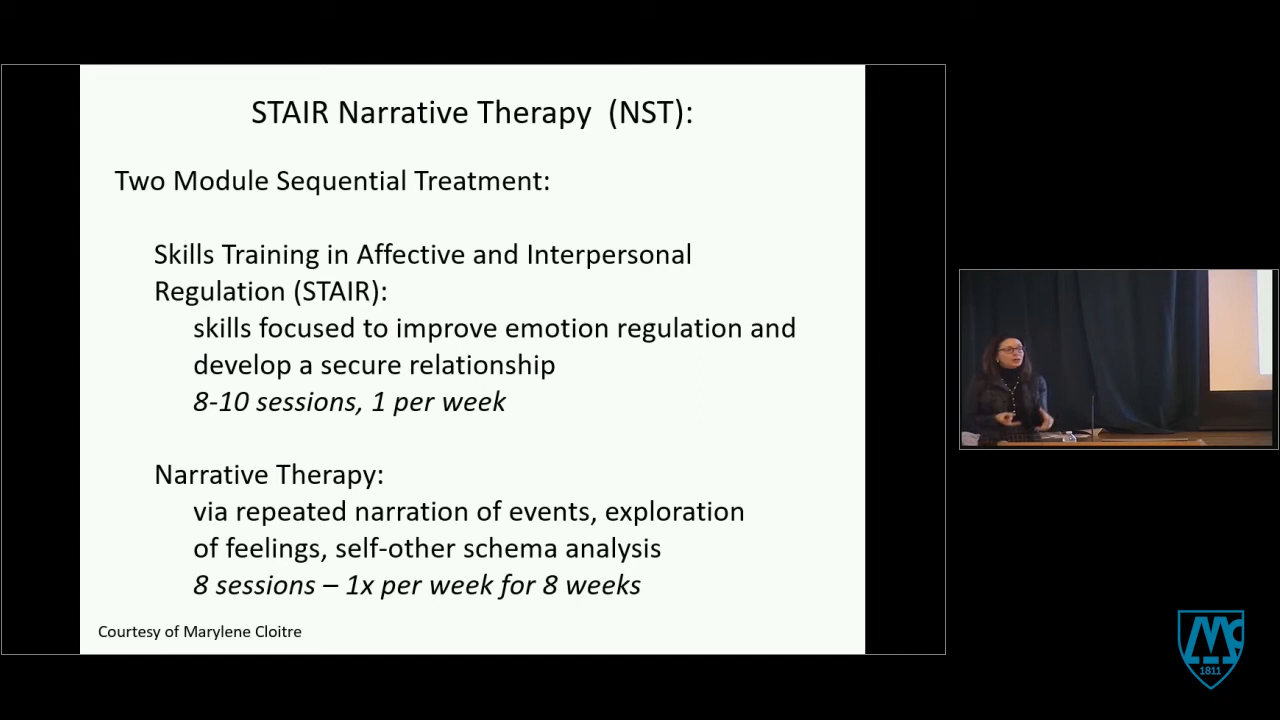 STAIR Narrative Therapy (NST):
Two Module Sequential Treatment:
Skills Training in Affective and Interpersonal
Regulation (STAIR):
skills focused to improve emotion regulation and
develop a secure relationship
8-10 sessions, 1 per week
Narrative Therapy:
via repeated narration of events, exploration
of feelings, self-other schema analysis
8 sessions – 1x per week for 8 weeks
Courtesy of Marylene Cloitre
Mc
1811